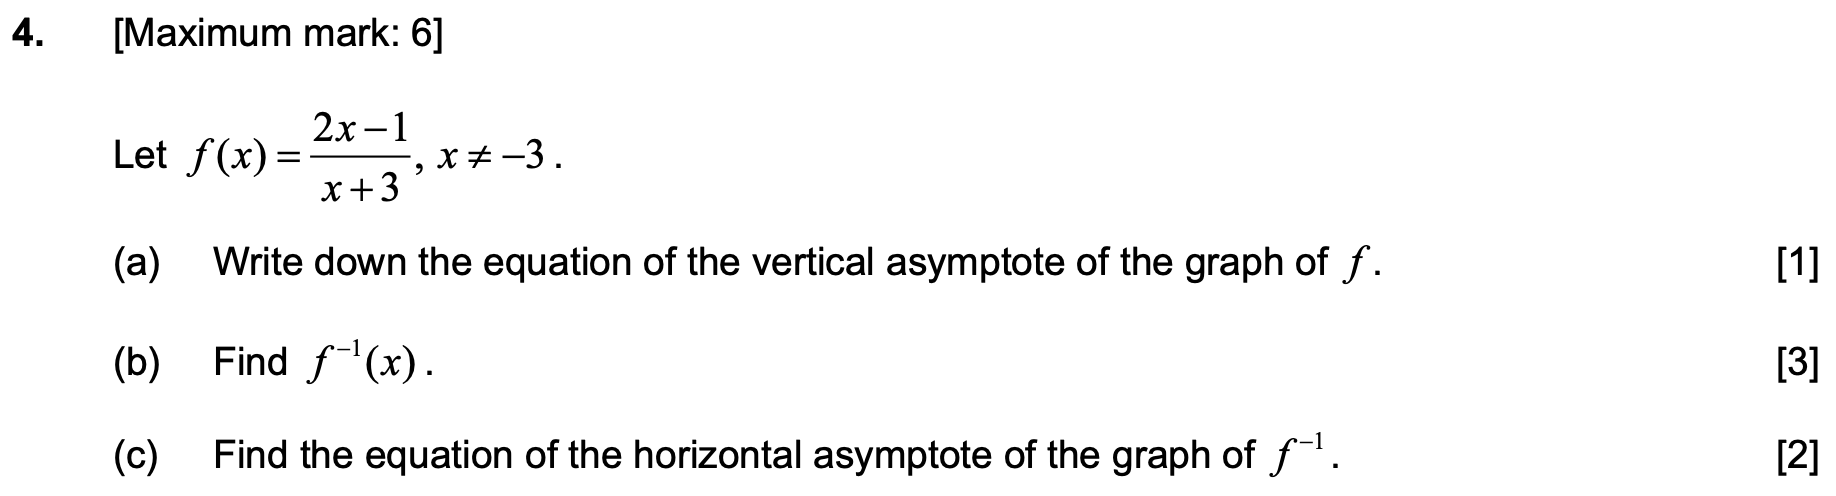 4. [Maximum mark: 6]
Let f(x) = \frac{2x-1}{x+3}, x ≠ −3.
(a) Write down the equation of the vertical asymptote of the graph of f. [1]
(b) Find f⁻¹(x). [3]
(c) Find the equation of the horizontal asymptote of the graph of f⁻¹. [2]